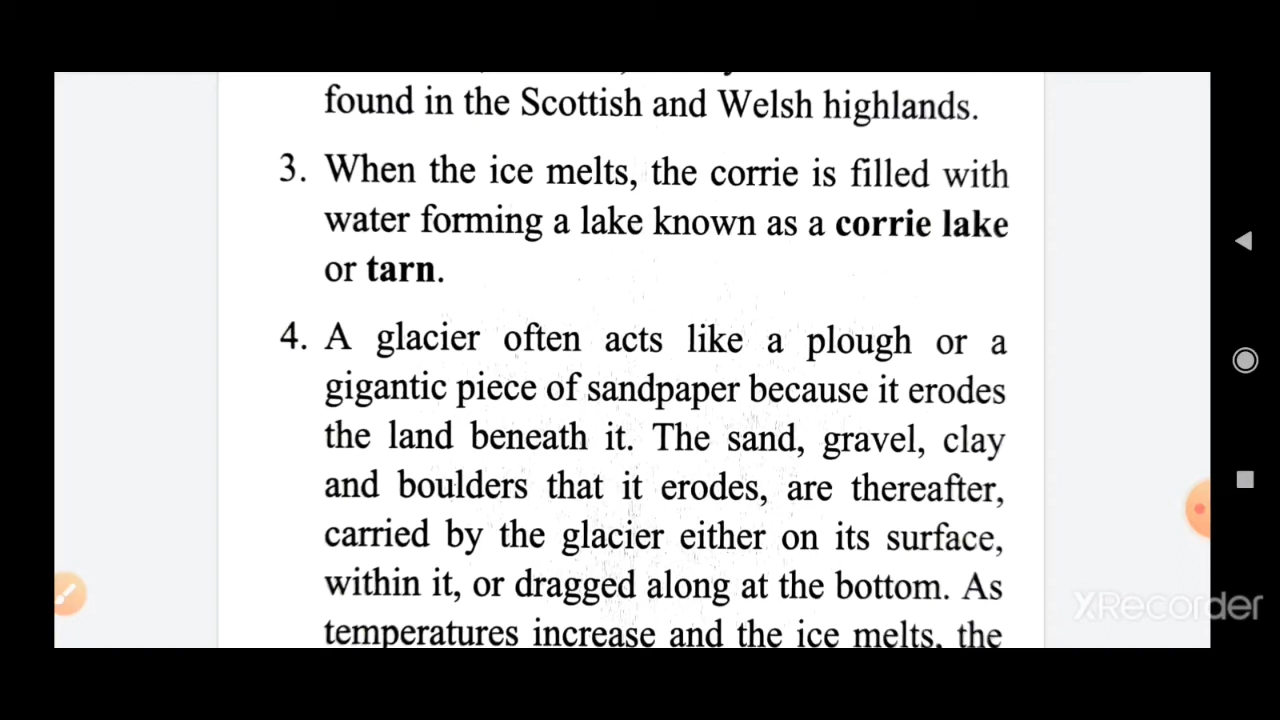 found in the Scottish and Welsh highlands.
3. When the ice melts, the corrie is filled with
water forming a lake known as a corrie lake
or tarn.
4. A glacier often acts like a plough or a
gigantic piece of sandpaper because it erodes
the land beneath it. The sand, gravel, clay
and boulders that it erodes, are thereafter,
carried by the glacier either on its surface,
within it, or dragged along at the bottom. As
temperatures increase and the ice melts, the
XRecorder